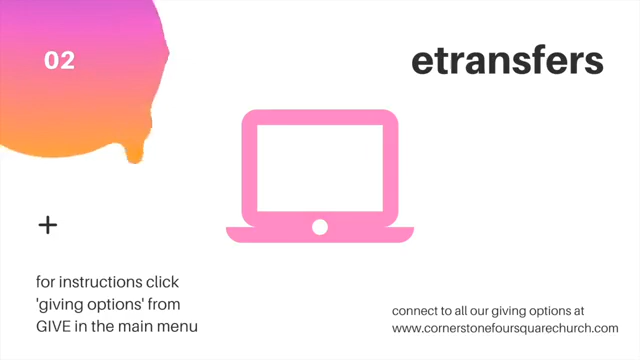 02
etransfers
+
for instructions click
'giving options' from
GIVE in the main menu
connect to all our giving options at
www.cornerstonefoursquarechurch.com